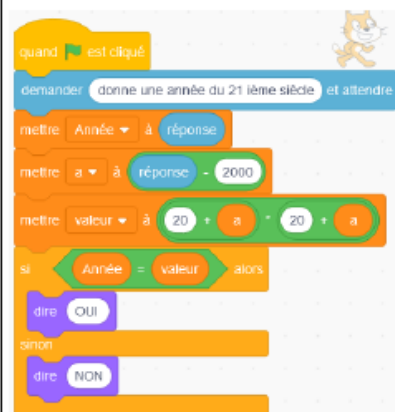 quand est cliqué
demander donne une année du 21 ième siècle et attendre
mettre Année à réponse
mettre a à réponse - 2000
mettre valeur à 20 + a * 20 + a
si Année = valeur alors
dire OUI
sinon
dire NON